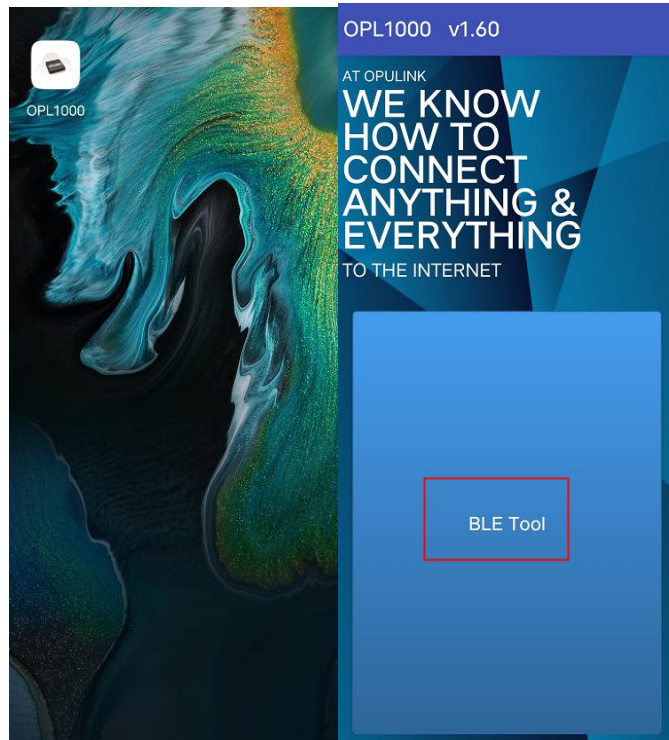 OPL1000
OPL1000 v1.60
AT OPULINK
WE KNOW
HOW TO
CONNECT
ANYTHING &
EVERYTHING
TO THE INTERNET
BLE Tool